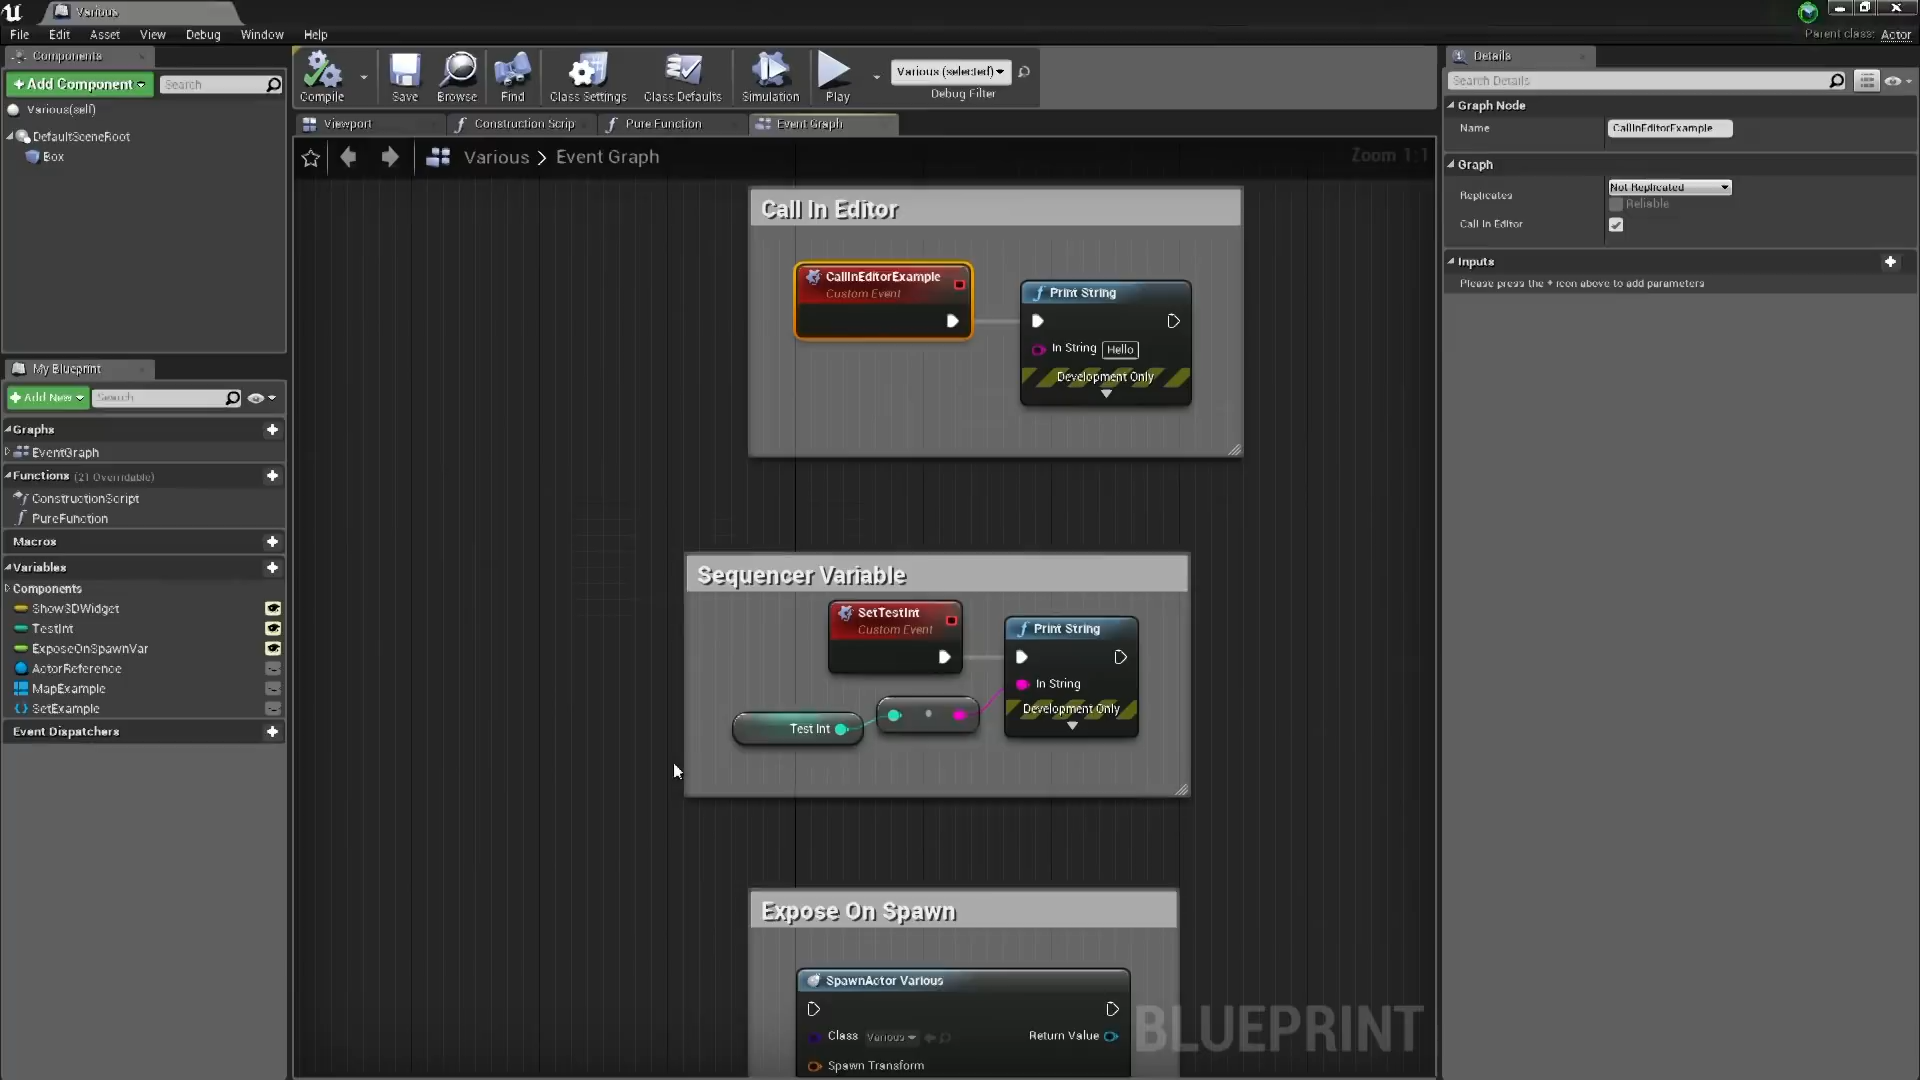 Various
File Edit Asset View Debug Window Help
Parent class: Actor
Components
+Add Component
Search
Various(self)
DefaultSceneRoot
Box
Compile
Save
Browse
Find
Class Settings
Class Defaults
Simulation
Play
Various (selected)
Debug Filter
Viewport
Construction Scrip
Pure Function
Event Graph
Various > Event Graph
Zoom 1:1
Call In Editor
CallInEditorExample
Custom Event
Print String
In String Hello
Development Only
Sequencer Variable
SetTestInt
Custom Event
Print String
In String
Development Only
Test Int
Expose On Spawn
SpawnActor Various
Class Various
Return Value
Spawn Transform
BLUEPRINT
My Blueprint
+Add New
Search
Graphs
EventGraph
Functions (21 Overridable)
ConstructionScript
PureFunction
Macros
Variables
Components
Show3DWidget
TestInt
ExposeOnSpawnVar
ActorReference
MapExample
SetExample
Event Dispatchers
Details
Search Details
Graph Node
Name CallInEditorExample
Graph
Replicates Not Replicated
Reliable
Call In Editor
Inputs
Please press the + icon above to add parameters